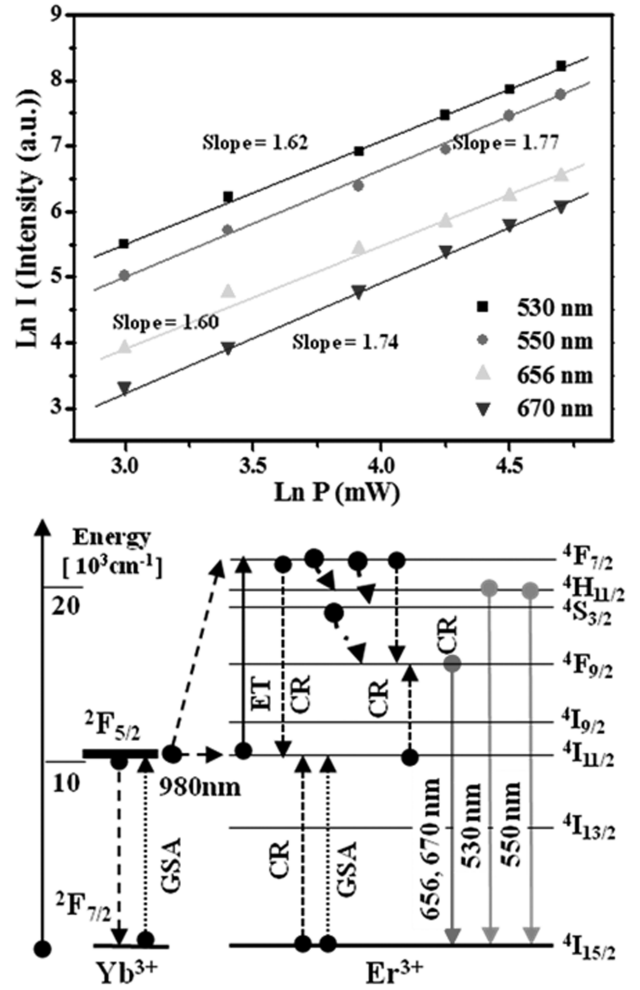 9
8
7
6
5
4
3
Ln I (Intensity (a.u.))
Slope = 1.62
Slope = 1.77
Slope = 1.60
Slope = 1.74
530 nm
550 nm
656 nm
670 nm
3.0 3.5 4.0 4.5
Ln P (mW)
Energy
[ 10³cm⁻¹]
20
10
²F₅/₂
²F₇/₂
980nm
GSA
Yb³⁺
ET
CR
CR
CR
CR
GSA
656, 670 nm
530 nm
550 nm
⁴F₇/₂
⁴H₁₁/₂
⁴S₃/₂
⁴F₉/₂
⁴I₉/₂
⁴I₁₁/₂
⁴I₁₃/₂
⁴I₁₅/₂
Er³⁺